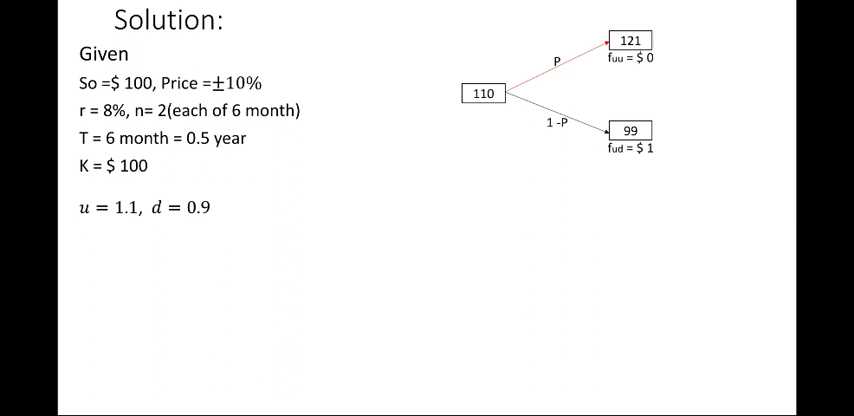 Solution:
Given
So =$ 100, Price =±10%
r = 8%, n= 2(each of 6 month)
T = 6 month = 0.5 year
K = $ 100
u = 1.1, d = 0.9
121
fuu = $ 0
P
110
1 -P
99
fud = $ 1